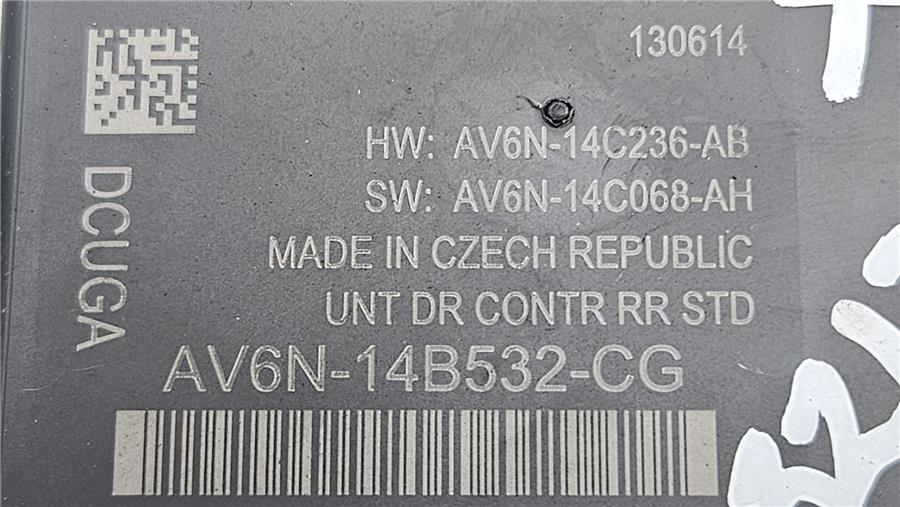 130614
HW: AV6N-14C236-AB
SW: AV6N-14C068-AH
MADE IN CZECH REPUBLIC
UNT DR CONTR RR STD
AV6N-14B532-CG
DCUGA